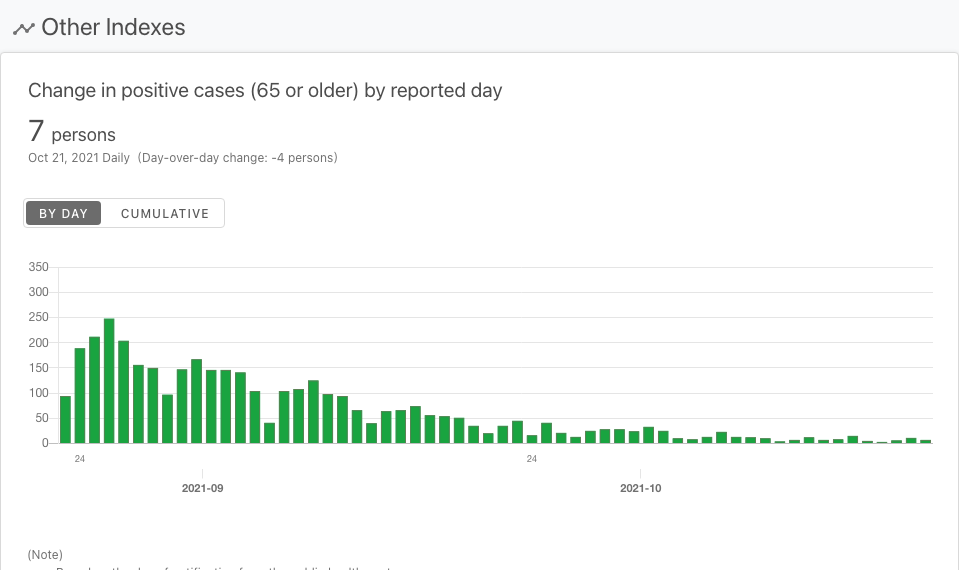 Other Indexes
Change in positive cases (65 or older) by reported day
7 persons
Oct 21, 2021 Daily (Day-over-day change: -4 persons)
BY DAY CUMULATIVE
350
300
250
200
150
100
50
0
24 24
2021-09 2021-10
(Note)